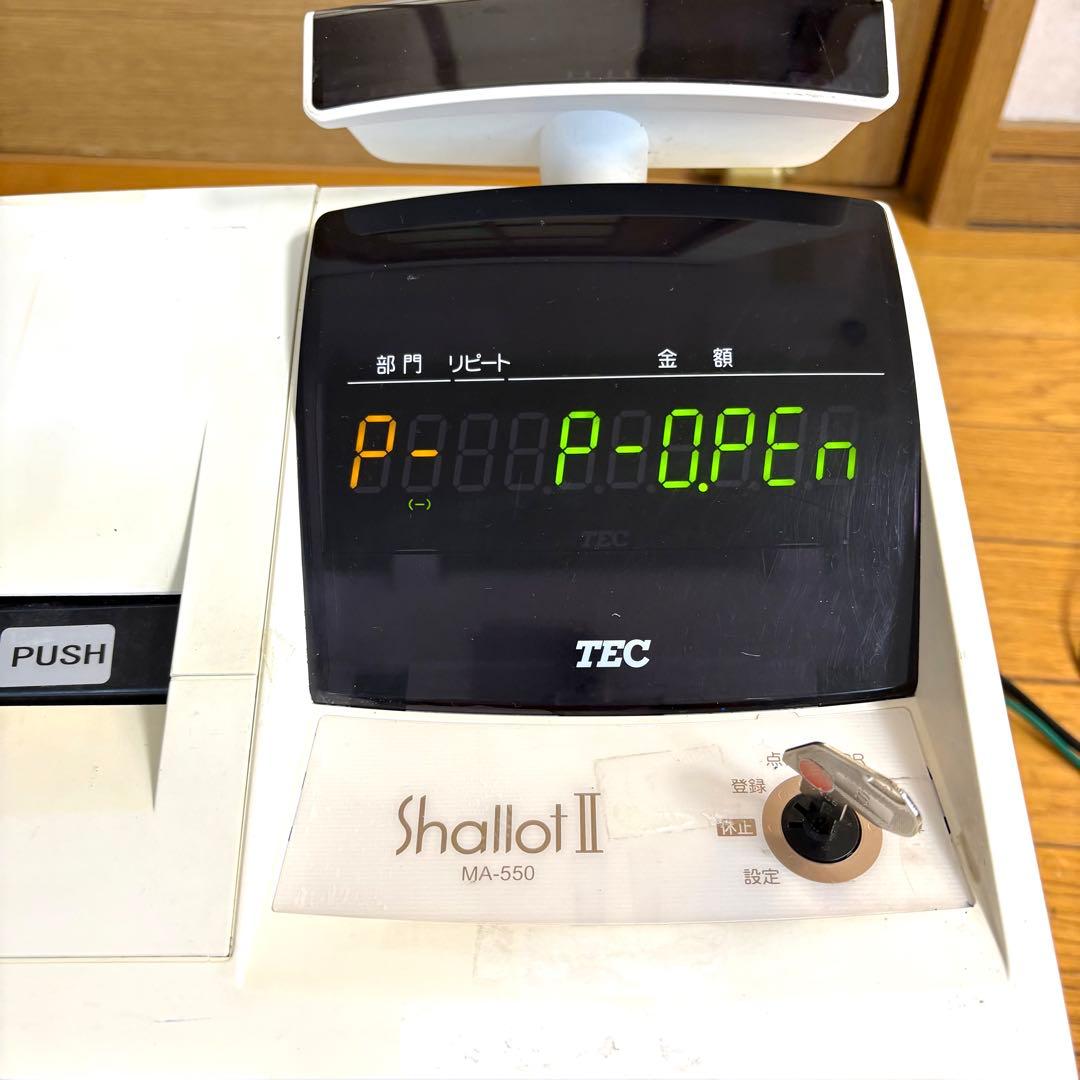 部門 リピート 金額
P- P-0.PEn
(-)
TEC
TEC
PUSH
登録
Shallot II
休止
MA-550
設定